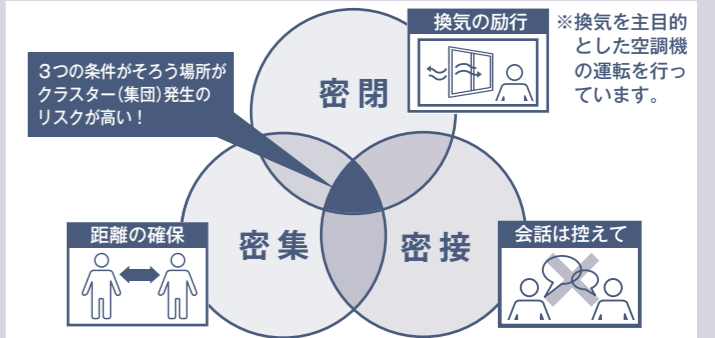 ３つの条件がそろう場所が
クラスター（集団）発生の
リスクが高い！
密閉
換気の励行
※換気を主目的
とした空調機
の運転を行っ
ています。
距離の確保
密集
密接
会話は控えて